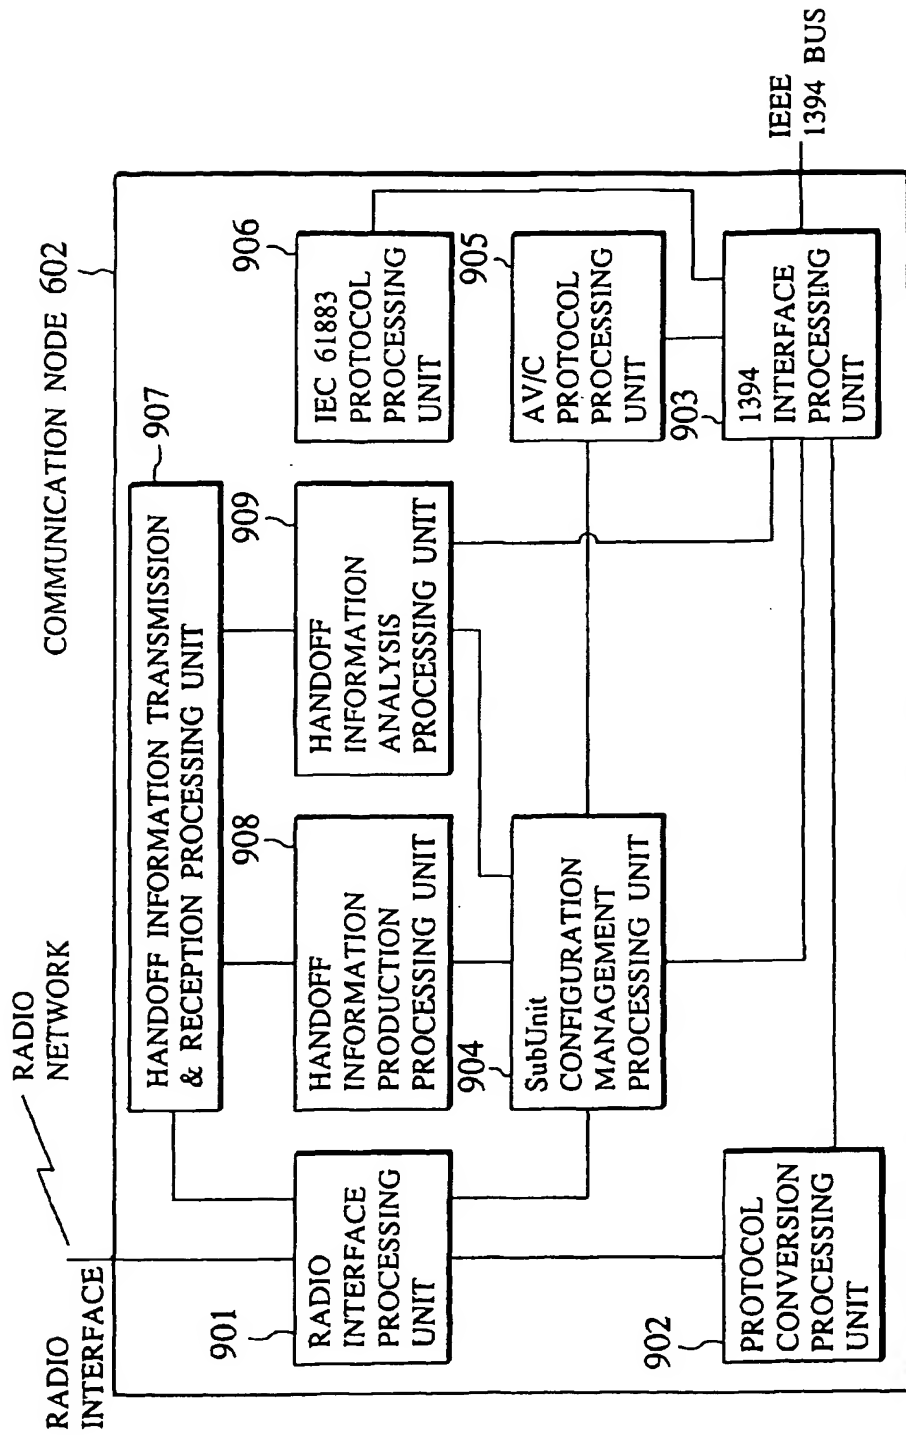 RADIO
NETWORK
RADIO
INTERFACE
COMMUNICATION NODE 602
907
HANDOFF INFORMATION TRANSMISSION
& RECEPTION PROCESSING UNIT
901
RADIO
INTERFACE
PROCESSING
UNIT
908
HANDOFF
INFORMATION
PRODUCTION
PROCESSING UNIT
909
HANDOFF
INFORMATION
ANALYSIS
PROCESSING UNIT
906
IEC 61883
PROTOCOL
PROCESSING
UNIT
904
SubUnit
CONFIGURATION
MANAGEMENT
PROCESSING UNIT
905
AV/C
PROTOCOL
PROCESSING
UNIT
902
PROTOCOL
CONVERSION
PROCESSING
UNIT
903
1394
INTERFACE
PROCESSING
UNIT
IEEE
1394 BUS